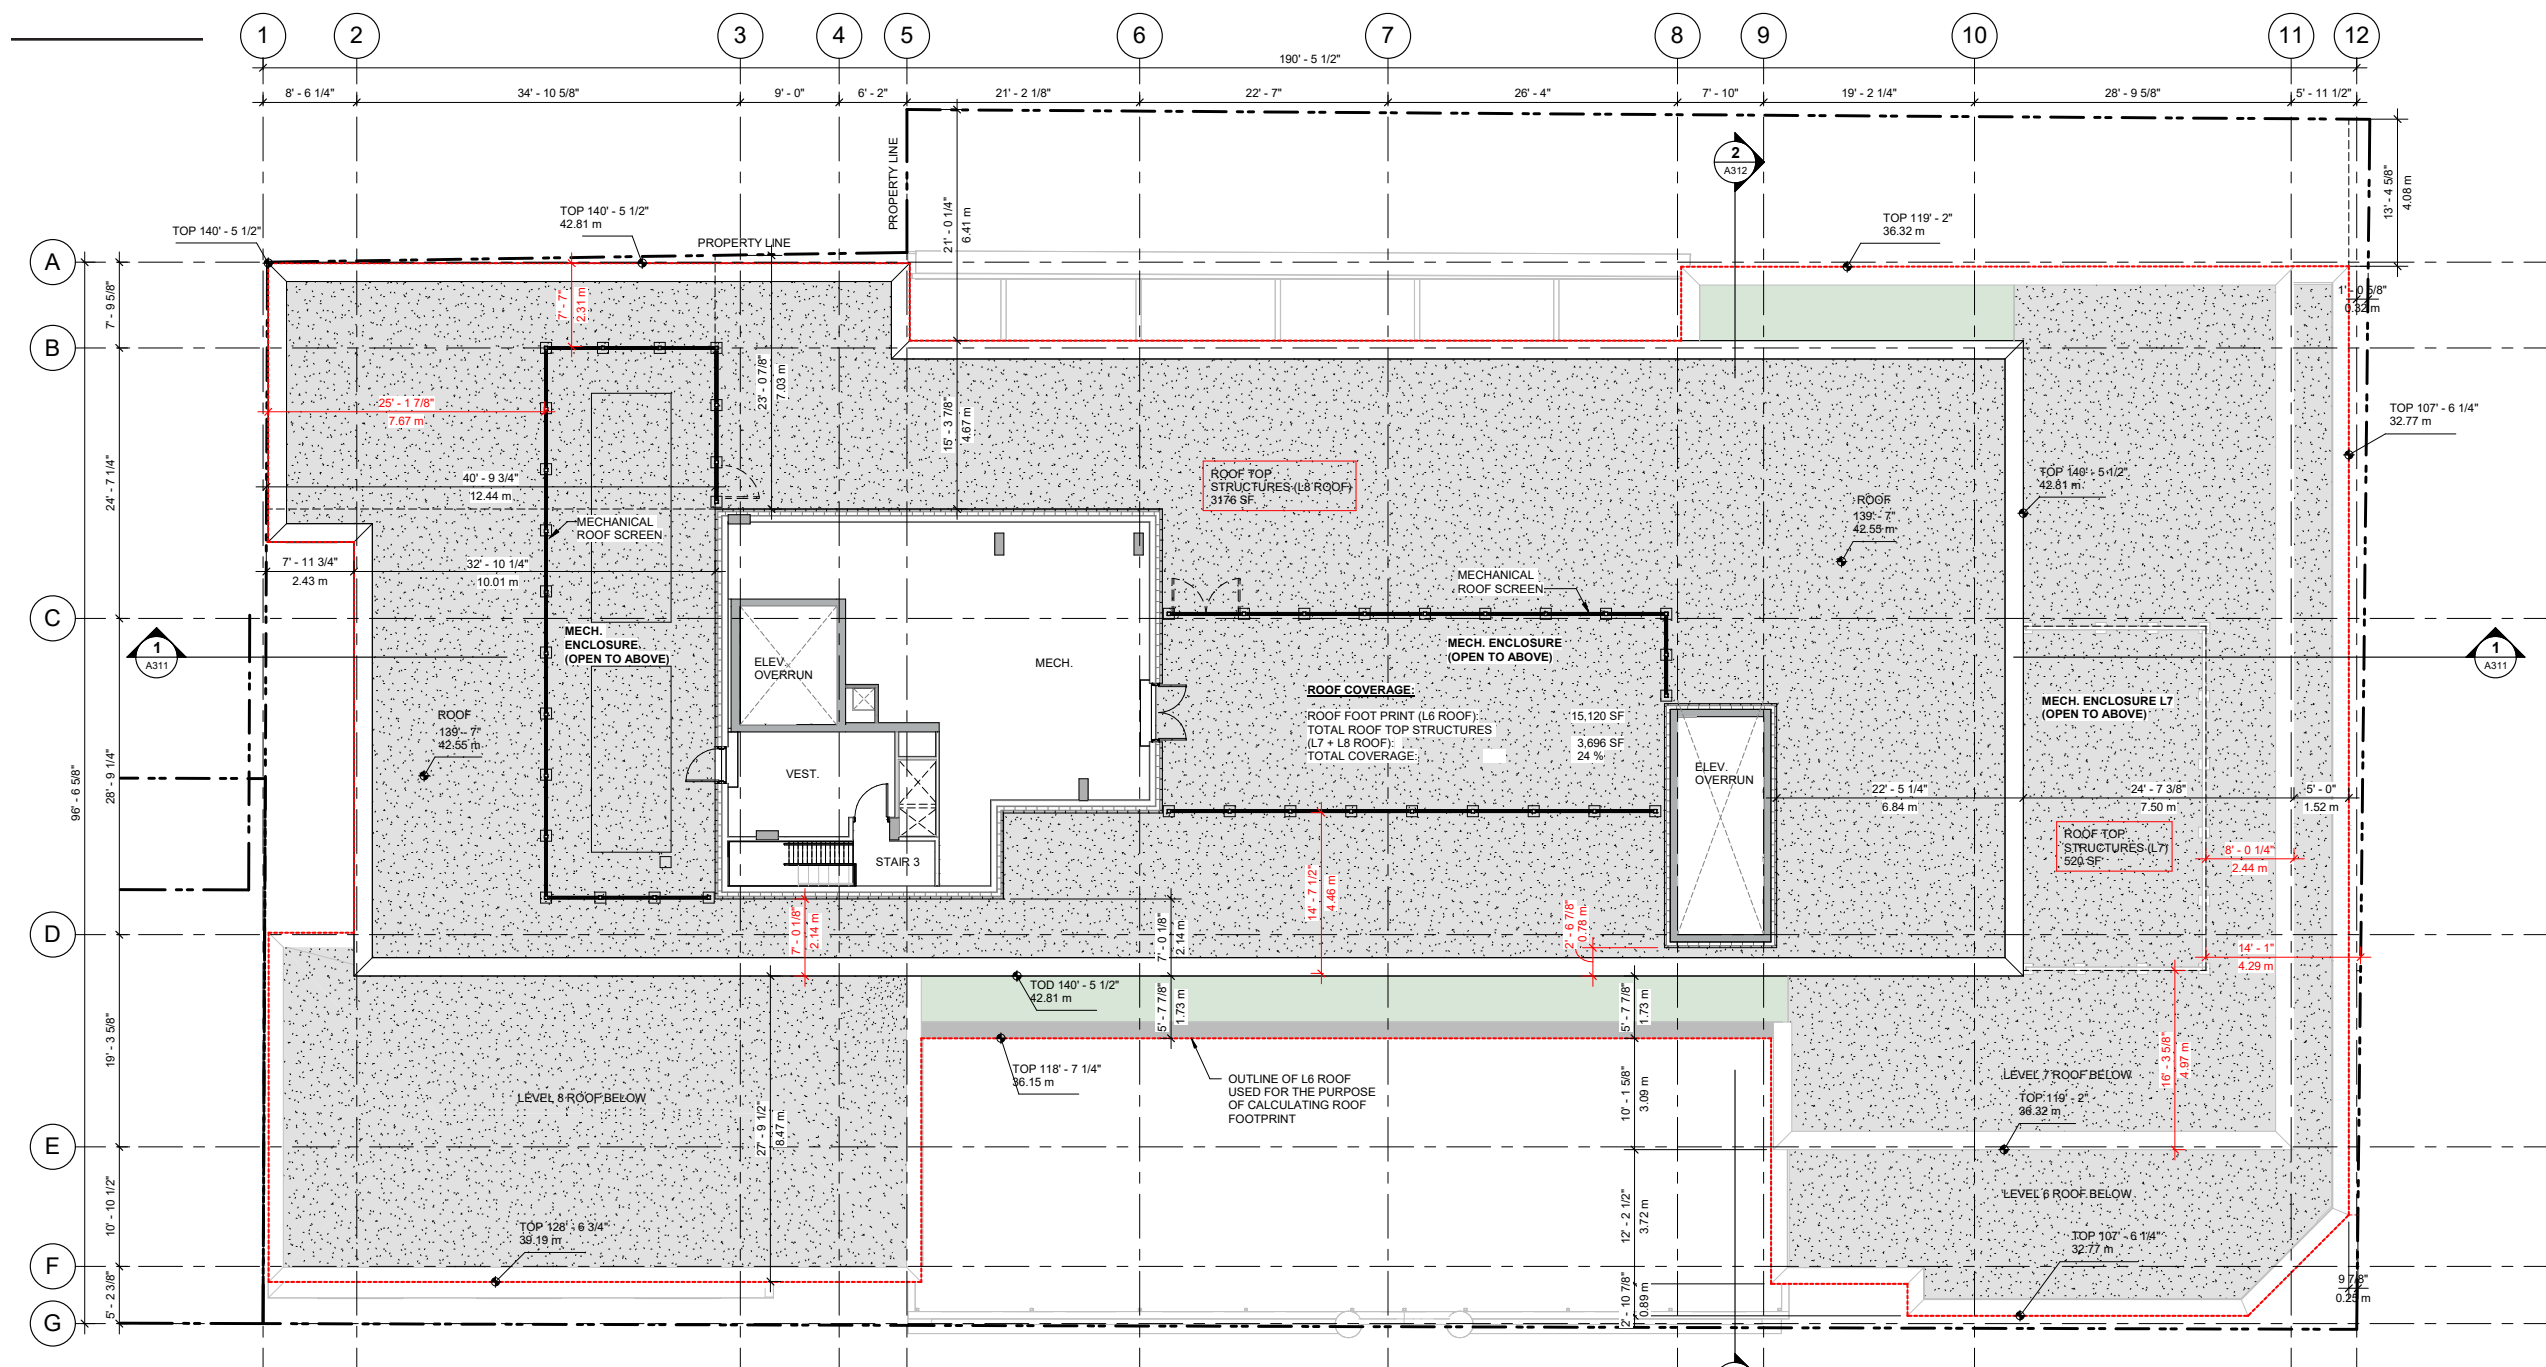 1 2 3 4 5 6 7 8 9 10 11 12
190' - 5 1/2"
8' - 6 1/4" 34' - 10 5/8" 9' - 0" 6' - 2" 21' - 2 1/8" 22' - 7" 26' - 4" 7' - 10" 19' - 2 1/4" 28' - 9 5/8" 5' - 11 1/2"
A
B
C
D
E
F
G
96' - 6 5/8"
7' - 9 5/8"
24' - 7 1/4"
28' - 9 1/4"
19' - 3 5/8"
10' - 10 1/2"
5' - 2 3/8"
TOP 140' - 5 1/2"
TOP 140' - 5 1/2"
42.81 m
PROPERTY LINE
PROPERTY LINE
21' - 0 1/4"
6.41 m
2
A312
TOP 119' - 2"
36.32 m
13' - 4 5/8"
4.08 m
1' - 0 5/8"
0.32 m
7' - 7"
2.31 m
23' - 0 7/8"
7.03 m
15' - 3 7/8"
4.67 m
25' - 1 7/8"
7.67 m
TOP 107' - 6 1/4"
32.77 m
40' - 9 3/4"
12.44 m
ROOF TOP
STRUCTURES (L8 ROOF)
3176 SF
TOP 140' - 5 1/2"
42.81 m
ROOF
139' - 7"
42.55 m
MECHANICAL
ROOF SCREEN
7' - 11 3/4"
2.43 m
32' - 10 1/4"
10.01 m
MECHANICAL
ROOF SCREEN
MECH.
ENCLOSURE
(OPEN TO ABOVE)
1
A311
ELEV.
OVERRUN
MECH.
MECH. ENCLOSURE
(OPEN TO ABOVE)
1
A311
ROOF COVERAGE:
ROOF FOOT PRINT (L6 ROOF): 15,120 SF
TOTAL ROOF TOP STRUCTURES
(L7 + L8 ROOF): 3,696 SF
TOTAL COVERAGE: 24 %
MECH. ENCLOSURE L7
(OPEN TO ABOVE)
ROOF
139' - 7"
42.55 m
VEST.
ELEV.
OVERRUN
22' - 5 1/4"
6.84 m
24' - 7 3/8"
7.50 m
5' - 0"
1.52 m
ROOF TOP
STRUCTURES (L7)
520 SF
8' - 0 1/4"
2.44 m
STAIR 3
14' - 7 1/2"
4.46 m
7' - 0 1/8"
2.14 m
7' - 0 1/8"
2.14 m
2' - 6 7/8"
0.78 m
14' - 1"
4.29 m
TOD 140' - 5 1/2"
42.81 m
5' - 7 7/8"
1.73 m
5' - 7 7/8"
1.73 m
TOP 118' - 7 1/4"
36.15 m
OUTLINE OF L6 ROOF
USED FOR THE PURPOSE
OF CALCULATING ROOF
FOOTPRINT
10' - 1 5/8"
3.09 m
16' - 3 5/8"
4.97 m
LEVEL 7 ROOF BELOW
TOP 119' - 2"
36.32 m
LEVEL 8 ROOF BELOW
27' - 9 1/2"
8.47 m
12' - 2 1/2"
3.72 m
LEVEL 6 ROOF BELOW
TOP 128' - 6 3/4"
39.19 m
TOP 107' - 6 1/4"
32.77 m
2' - 10 7/8"
0.89 m
9 7/8"
0.25 m